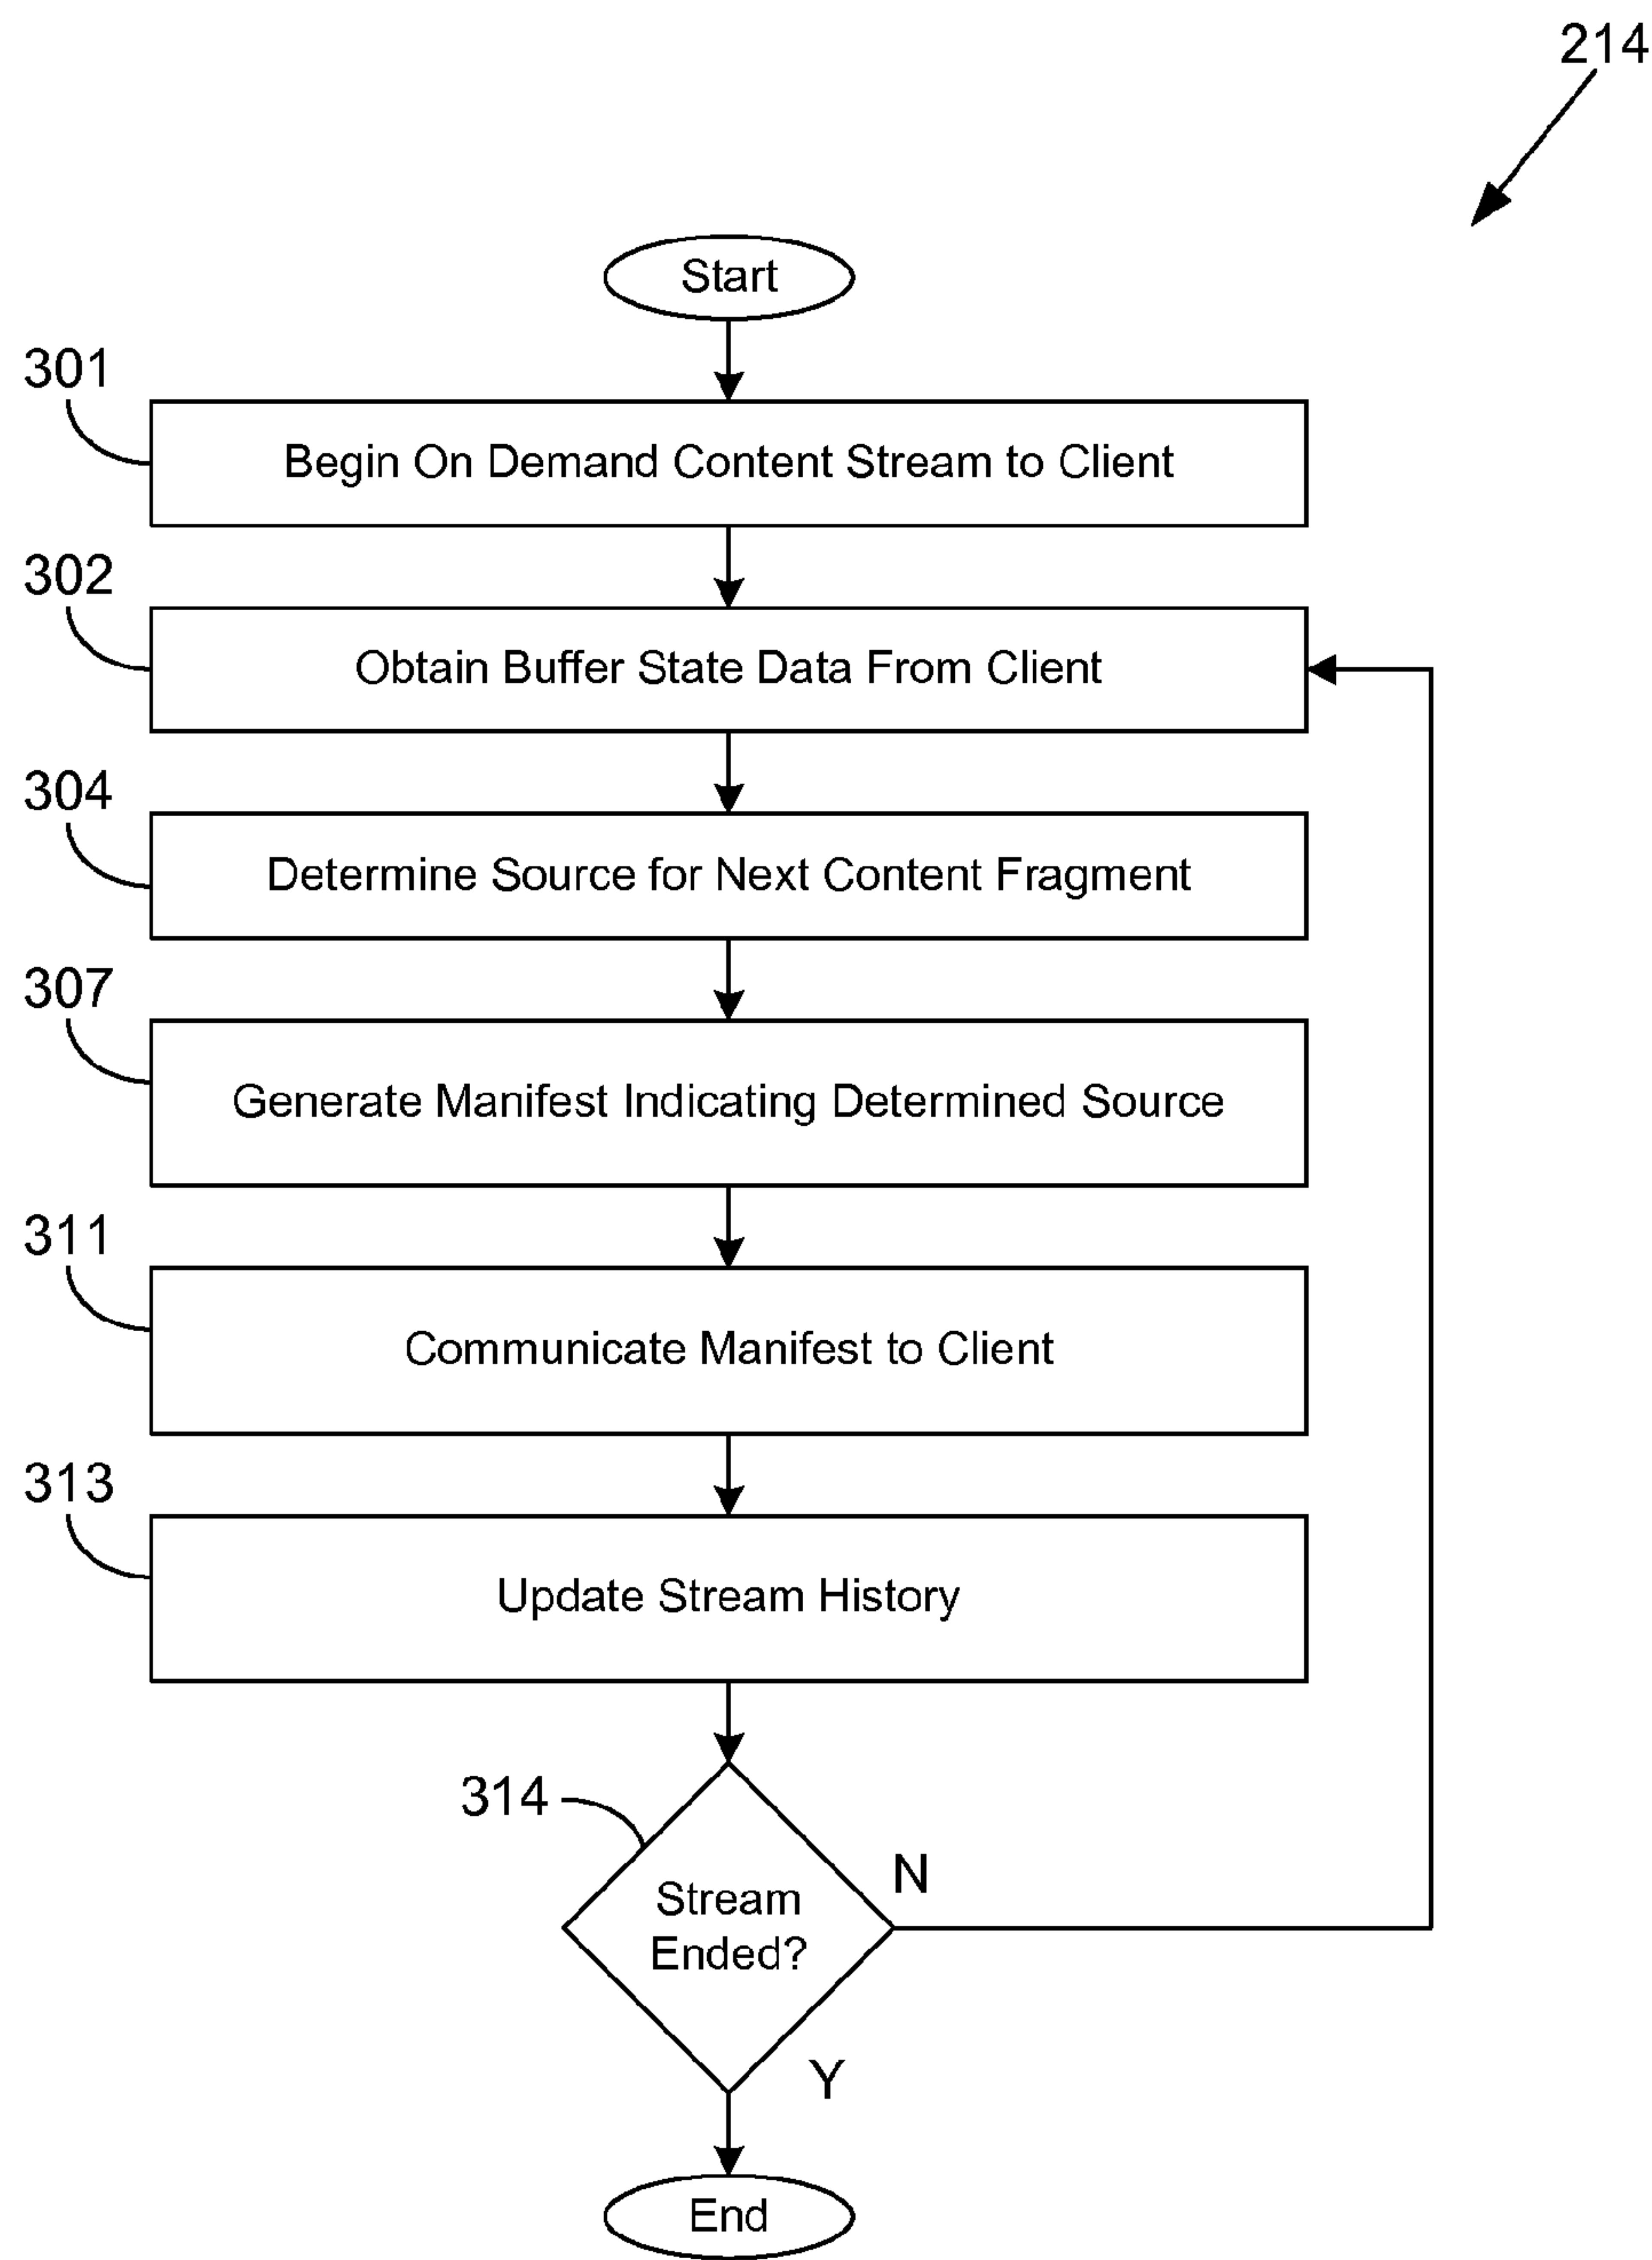 214
Start
301
Begin On Demand Content Stream to Client
302
Obtain Buffer State Data From Client
304
Determine Source for Next Content Fragment
307
Generate Manifest Indicating Determined Source
311
Communicate Manifest to Client
313
Update Stream History
314
Stream
Ended?
N
Y
End